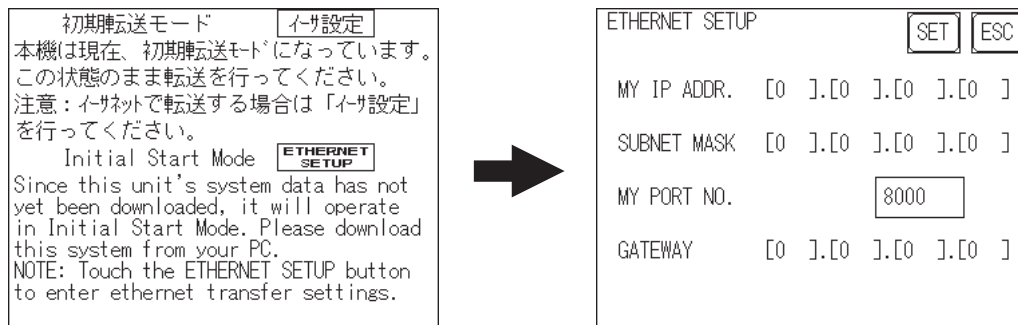 初期転送モード イーサ設定
本機は現在、初期転送モードになっています。
この状態のまま転送を行ってください。
注意：イーサネットで転送する場合は「イーサ設定」
を行ってください。
Initial Start Mode ETHERNET SETUP
Since this unit's system data has not
yet been downloaded, it will operate
in Initial Start Mode. Please download
this system from your PC.
NOTE: Touch the ETHERNET SETUP button
to enter ethernet transfer settings.
ETHERNET SETUP SET ESC
MY IP ADDR. [0 ].[0 ].[0 ].[0 ]
SUBNET MASK [0 ].[0 ].[0 ].[0 ]
MY PORT NO. 8000
GATEWAY [0 ].[0 ].[0 ].[0 ]